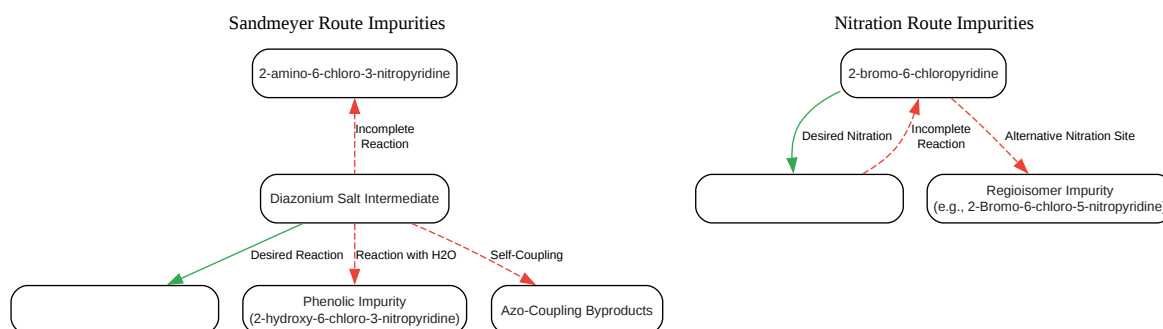 Sandmeyer Route Impurities
2-amino-6-chloro-3-nitropyridine
Incomplete
Reaction
Diazonium Salt Intermediate
Desired Reaction
Reaction with H2O
Self-Coupling
Phenolic Impurity
(2-hydroxy-6-chloro-3-nitropyridine)
Azo-Coupling Byproducts
Nitration Route Impurities
2-bromo-6-chloropyridine
Desired Nitration
Incomplete
Reaction
Alternative Nitration Site
Regioisomer Impurity
(e.g., 2-Bromo-6-chloro-5-nitropyridine)